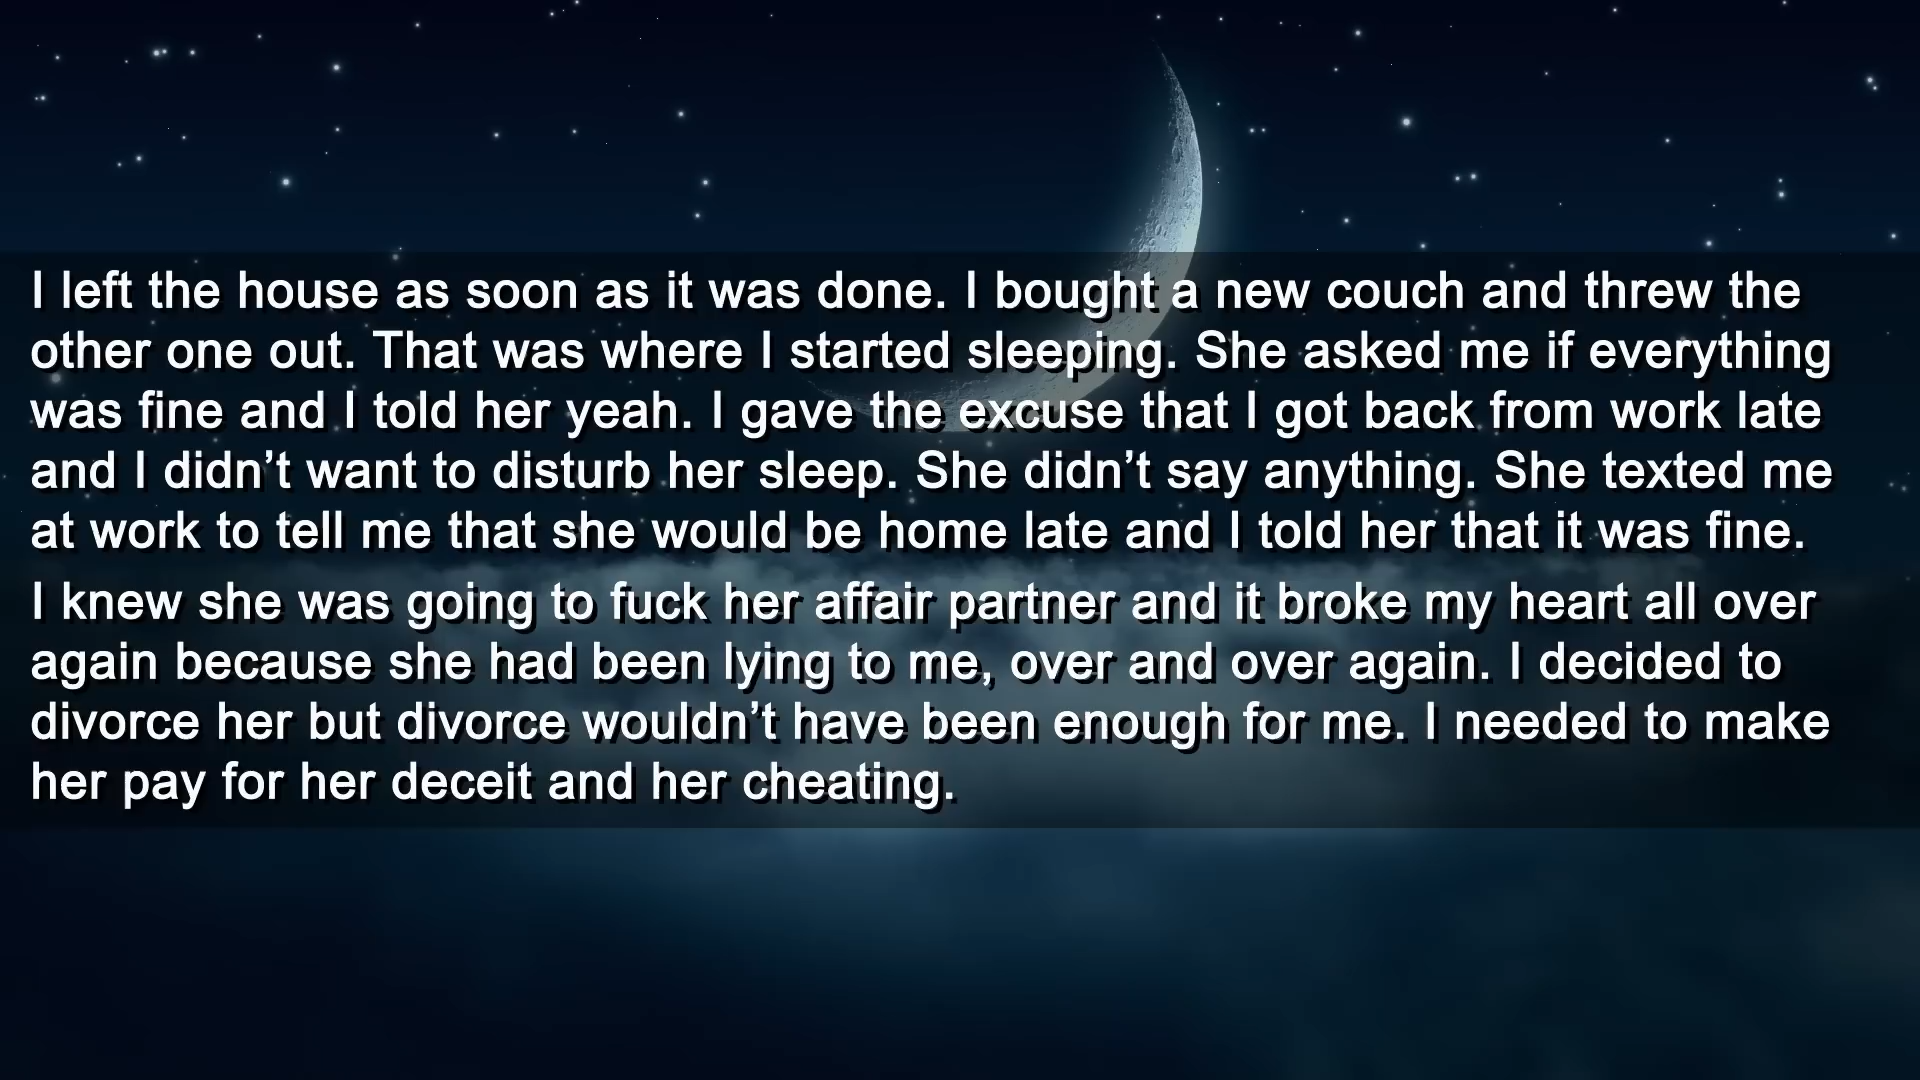 I left the house as soon as it was done. I bought a new couch and threw the
other one out. That was where I started sleeping. She asked me if everything
was fine and I told her yeah. I gave the excuse that I got back from work late
and I didn’t want to disturb her sleep. She didn’t say anything. She texted me
at work to tell me that she would be home late and I told her that it was fine.
I knew she was going to fuck her affair partner and it broke my heart all over
again because she had been lying to me, over and over again. I decided to
divorce her but divorce wouldn’t have been enough for me. I needed to make
her pay for her deceit and her cheating.